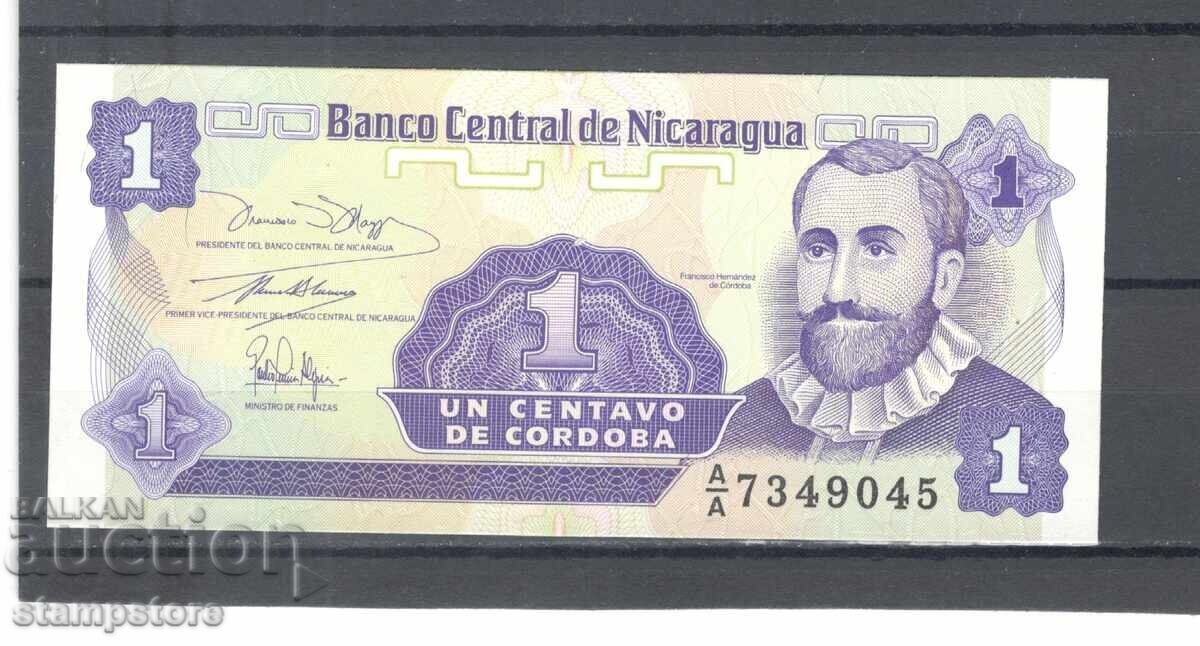 1
Banco Central de Nicaragua
1
PRESIDENTE DEL BANCO CENTRAL DE NICARAGUA
Francisco Hernández
de Córdoba
1
PRIMER VICE-PRESIDENTE DEL BANCO CENTRAL DE NICARAGUA
MINISTRO DE FINANZAS
1
UN CENTAVO
DE CORDOBA
1
A/A 7349045
BALKAN
auction
stampstore